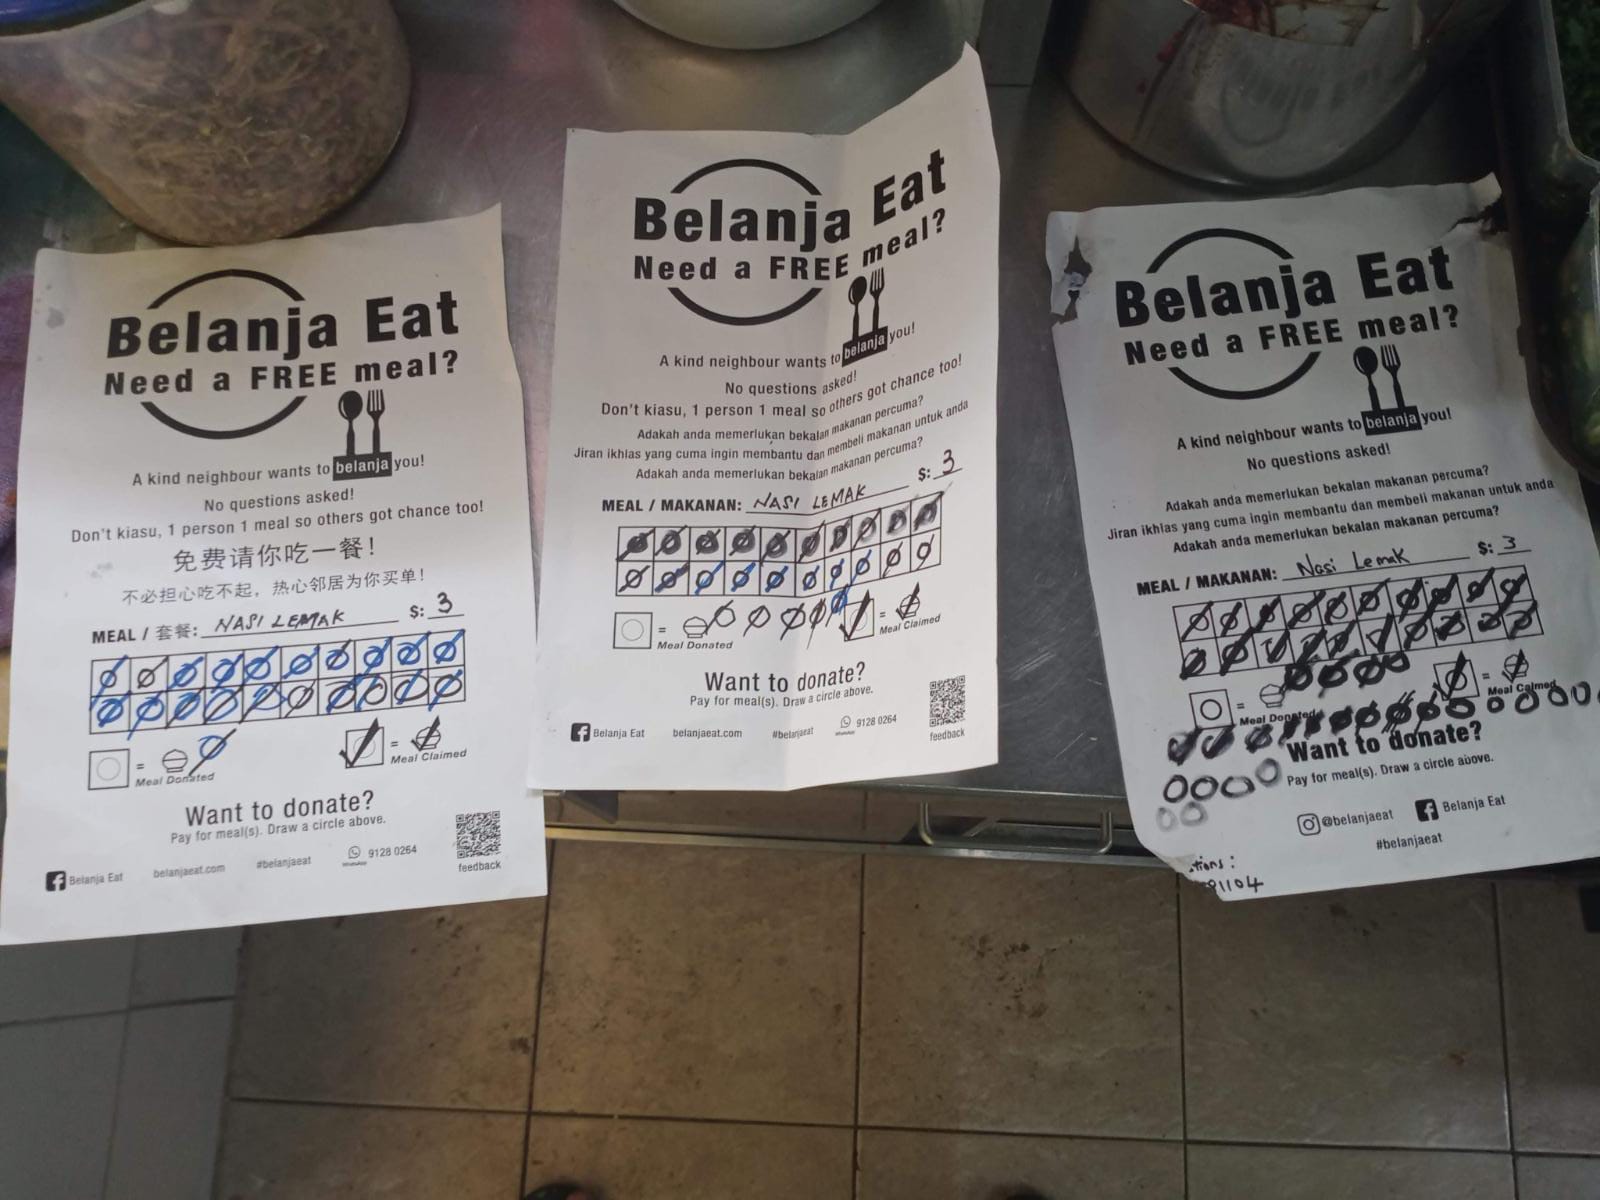 Belanja Eat
Need a FREE meal?
A kind neighbour wants to belanja you!
No questions asked!
Don't kiasu, 1 person 1 meal so others got chance too!
免费请你吃一餐！
不必担心吃不起，热心邻居为你买单！
MEAL / 套餐: NASI LEMAK $: 3
= Meal Donated
= Meal Claimed
Want to donate?
Pay for meal(s). Draw a circle above.
Belanja Eat belanjaeat.com #belanjaeat WhatsApp 9128 0264 feedback
Belanja Eat
Need a FREE meal?
A kind neighbour wants to belanja you!
No questions asked!
Don't kiasu, 1 person 1 meal so others got chance too!
Adakah anda memerlukan bekalan makanan percuma?
Jiran ikhlas yang cuma ingin membantu dan membeli makanan untuk anda
Adakah anda memerlukan bekalan makanan percuma?
MEAL / MAKANAN: NASI LEMAK $: 3
= Meal Donated
= Meal Claimed
Want to donate?
Pay for meal(s). Draw a circle above.
Belanja Eat belanjaeat.com #belanjaeat WhatsApp 9128 0264 feedback
Belanja Eat
Need a FREE meal?
A kind neighbour wants to belanja you!
No questions asked!
Adakah anda memerlukan bekalan makanan percuma?
Jiran ikhlas yang cuma ingin membantu dan membeli makanan untuk anda
Adakah anda memerlukan bekalan makanan percuma?
MEAL / MAKANAN: Nasi Lemak $: 3
= Meal Donated
= Meal Claimed
Want to donate?
Pay for meal(s). Draw a circle above.
@belanjaeat Belanja Eat
#belanjaeat